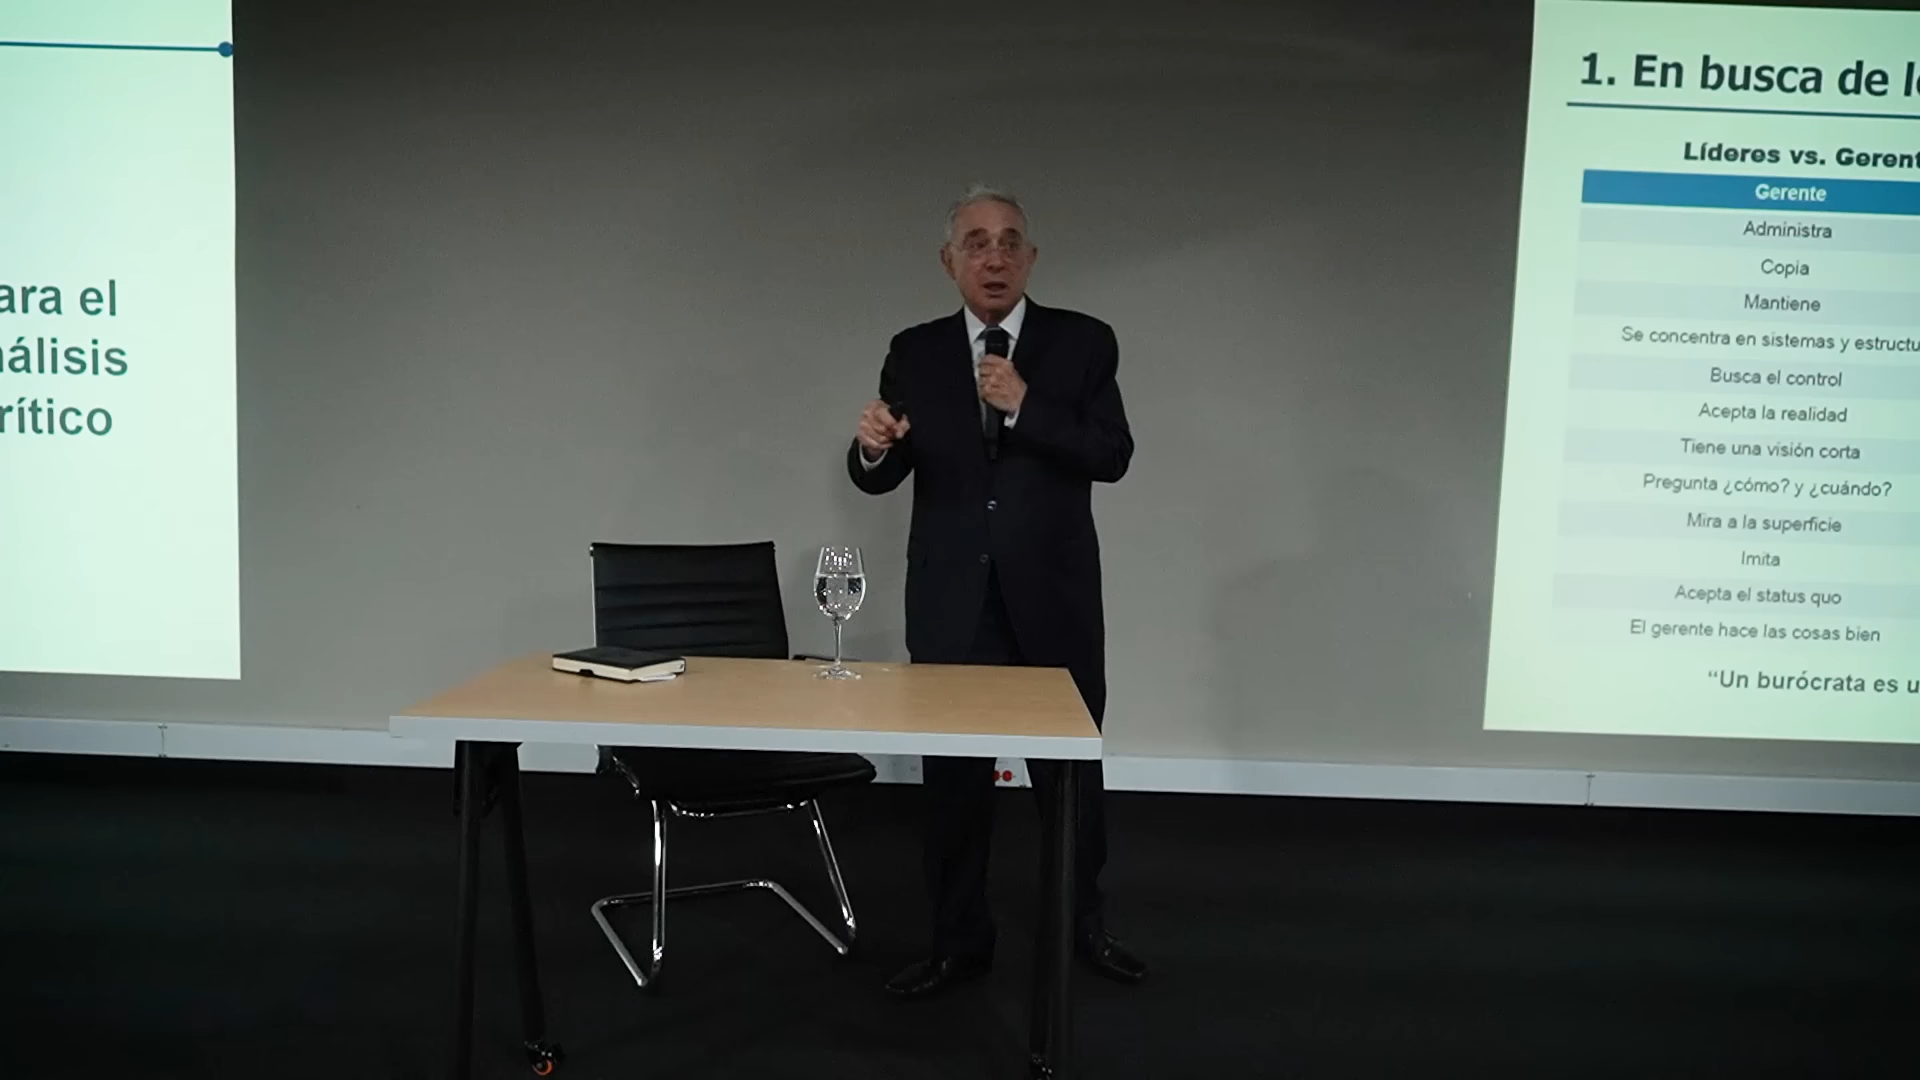 ara el
álisis
rítico
1. En busca de
Líderes vs. Gerent
Gerente
Administra
Copia
Mantiene
Se concentra en sistemas y estructu
Busca el control
Acepta la realidad
Tiene una visión corta
Pregunta ¿cómo? y ¿cuándo?
Mira a la superficie
Imita
Acepta el status quo
El gerente hace las cosas bien
“Un burócrata es u